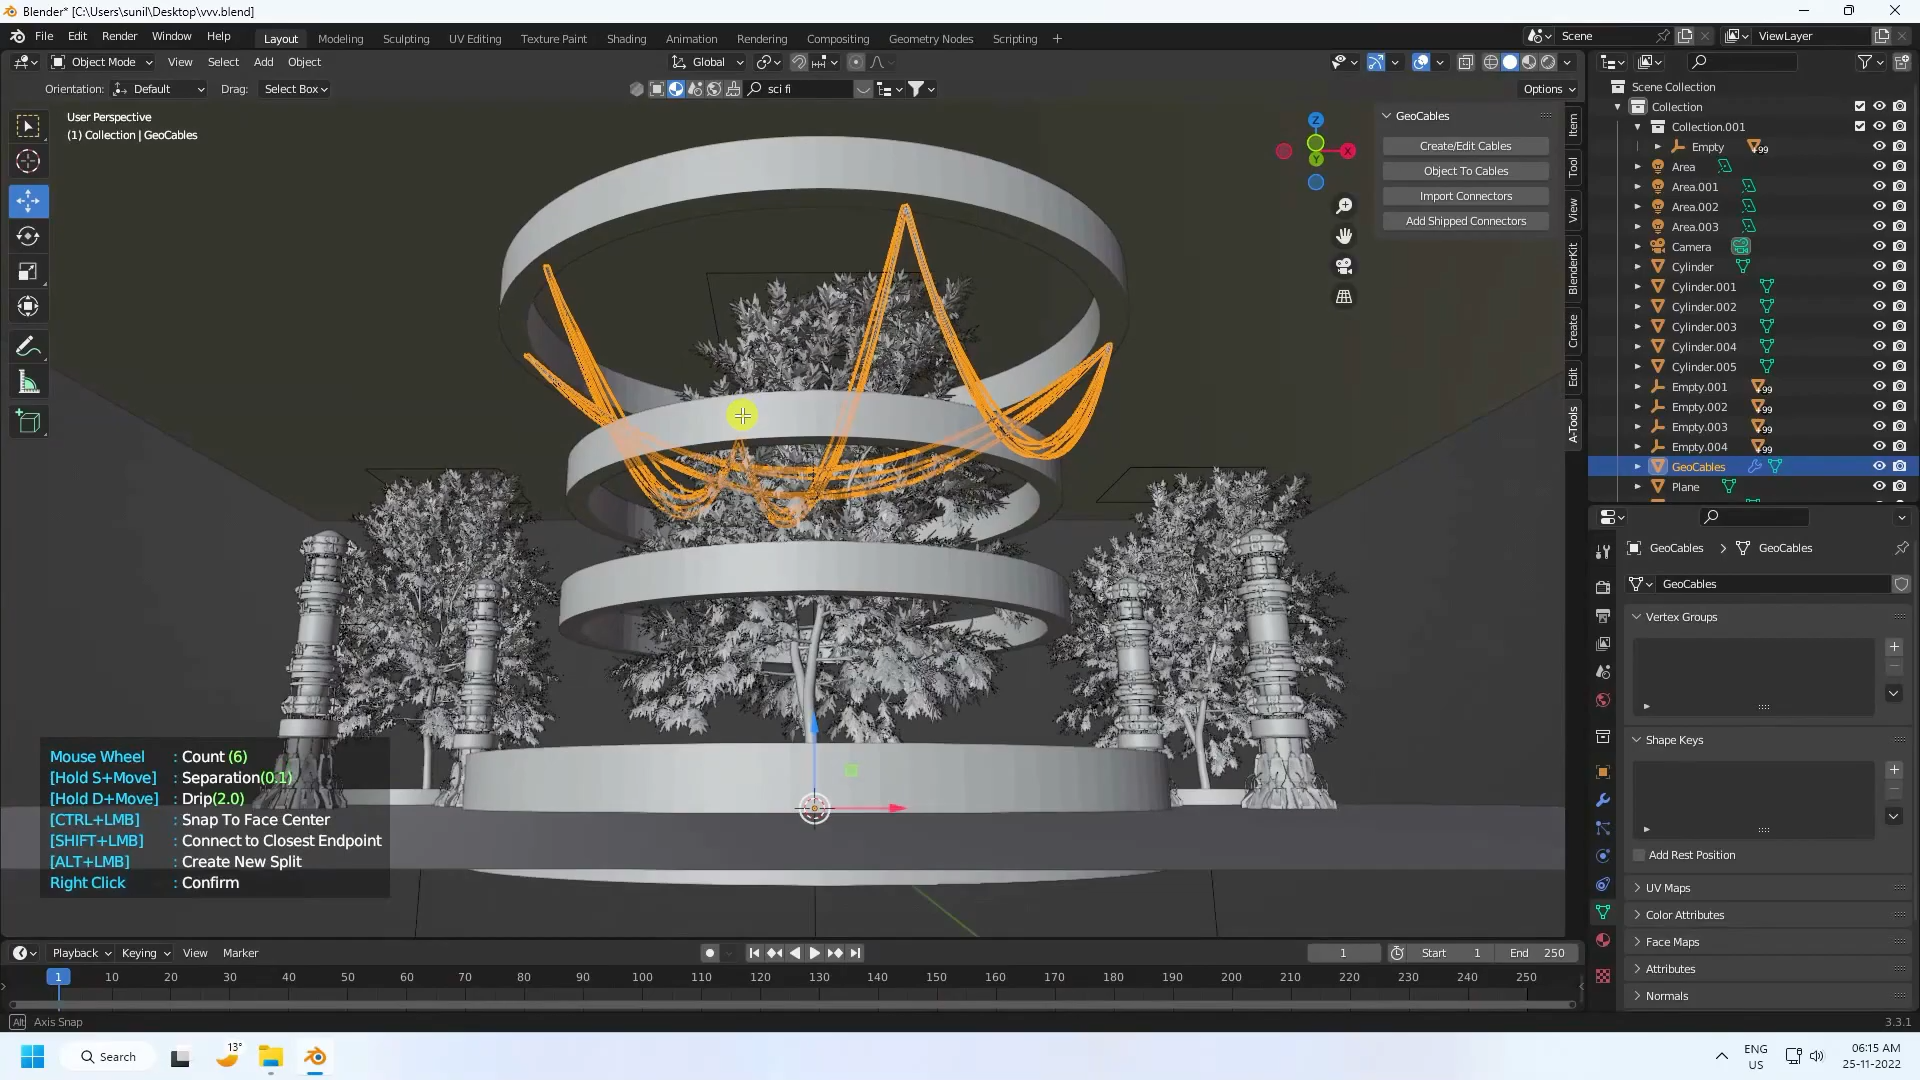 Blender* [C:\Users\sunil\Desktop\vvv.blend]
File Edit Render Window Help Layout Modeling Sculpting UV Editing Texture Paint Shading Animation Rendering Compositing Geometry Nodes Scripting + Scene ViewLayer
Object Mode View Select Add Object Global
Orientation: Default Drag: Select Box sci fi Options
User Perspective
(1) Collection | GeoCables
GeoCables
Create/Edit Cables
Object To Cables
Import Connectors
Add Shipped Connectors
Z
Y
X
Item
Tool
View
BlenderKit
Create
Edit
A-Tools
Scene Collection
Collection
Collection.001
Empty 99
Area
Area.001
Area.002
Area.003
Camera
Cylinder
Cylinder.001
Cylinder.002
Cylinder.003
Cylinder.004
Cylinder.005
Empty.001 99
Empty.002 99
Empty.003 99
Empty.004 99
GeoCables
Plane
GeoCables > GeoCables
GeoCables
Vertex Groups
Shape Keys
Add Rest Position
UV Maps
Color Attributes
Face Maps
Attributes
Normals
Mouse Wheel : Count (6)
[Hold S+Move] : Separation(0.1)
[Hold D+Move] : Drip(2.0)
[CTRL+LMB] : Snap To Face Center
[SHIFT+LMB] : Connect to Closest Endpoint
[ALT+LMB] : Create New Split
Right Click : Confirm
Playback Keying View Marker 1 Start 1 End 250
1 10 20 30 40 50 60 70 80 90 100 110 120 130 140 150 160 170 180 190 200 210 220 230 240 250
Alt Axis Snap 3.3.1
Search 13° ENG US 06:15 AM 25-11-2022